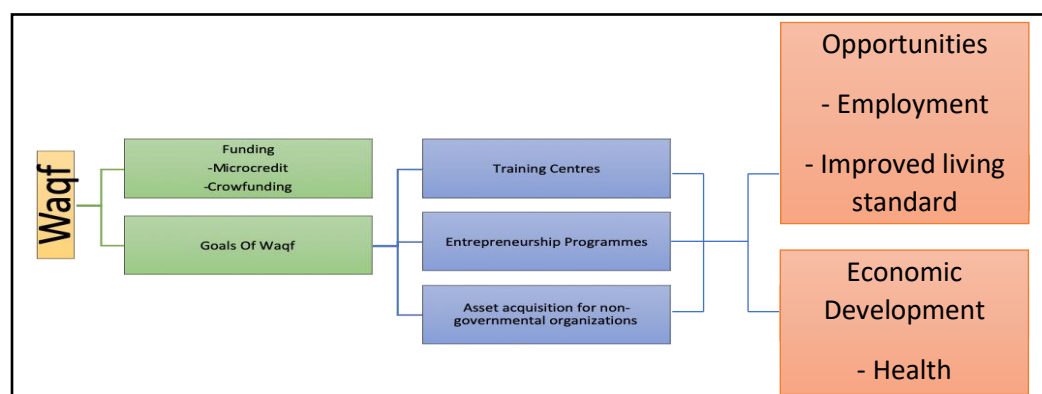 Waqf
Funding
-Microcredit
-Crowfunding
Goals Of Waqf
Training Centres
Entrepreneurship Programmes
Asset acquisition for non-
governmental organizations
Opportunities
- Employment
- Improved living
standard
Economic
Development
- Health